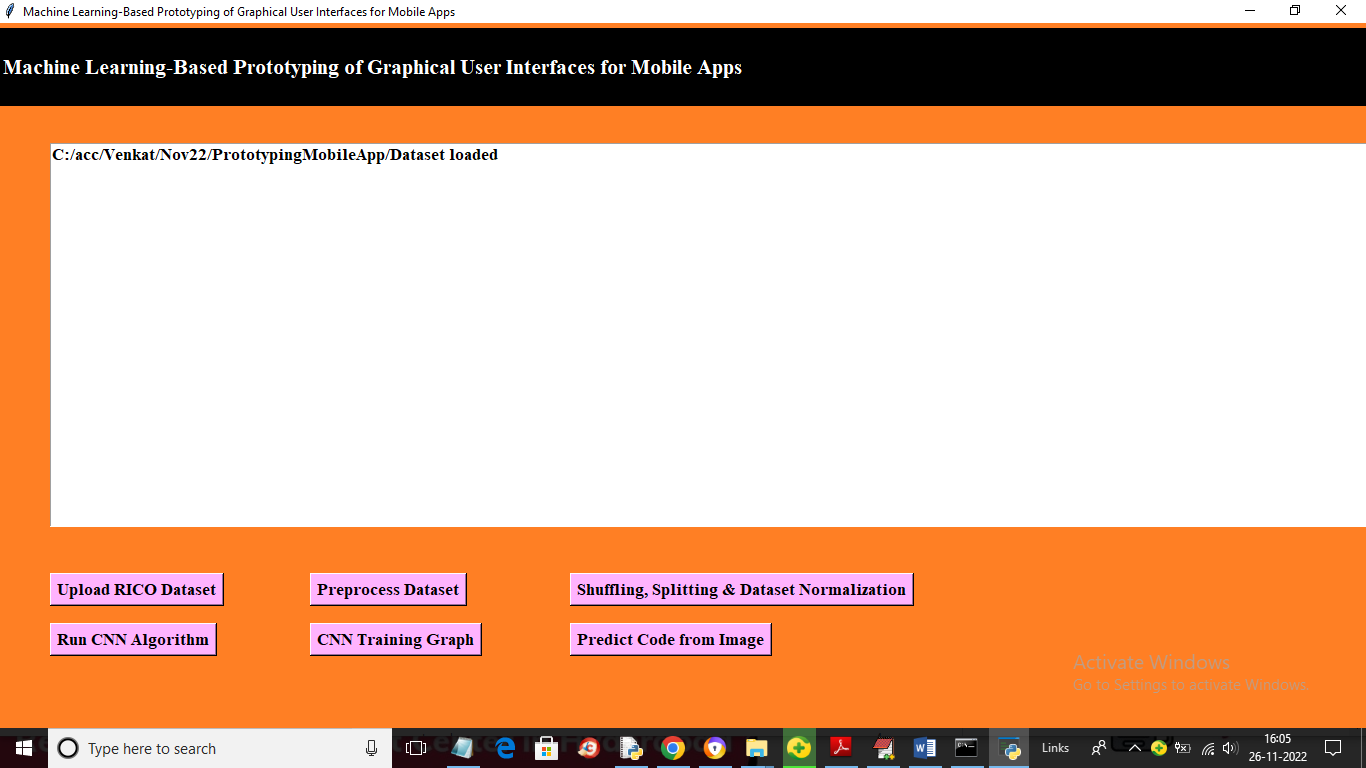 Machine Learning-Based Prototyping of Graphical User Interfaces for Mobile Apps
Machine Learning-Based Prototyping of Graphical User Interfaces for Mobile Apps
C:/acc/Venkat/Nov22/PrototypingMobileApp/Dataset loaded
Upload RICO Dataset
Preprocess Dataset
Shuffling, Splitting & Dataset Normalization
Run CNN Algorithm
CNN Training Graph
Predict Code from Image
Activate Windows
Go to Settings to activate Windows.
Type here to search
Links
16:05
26-11-2022